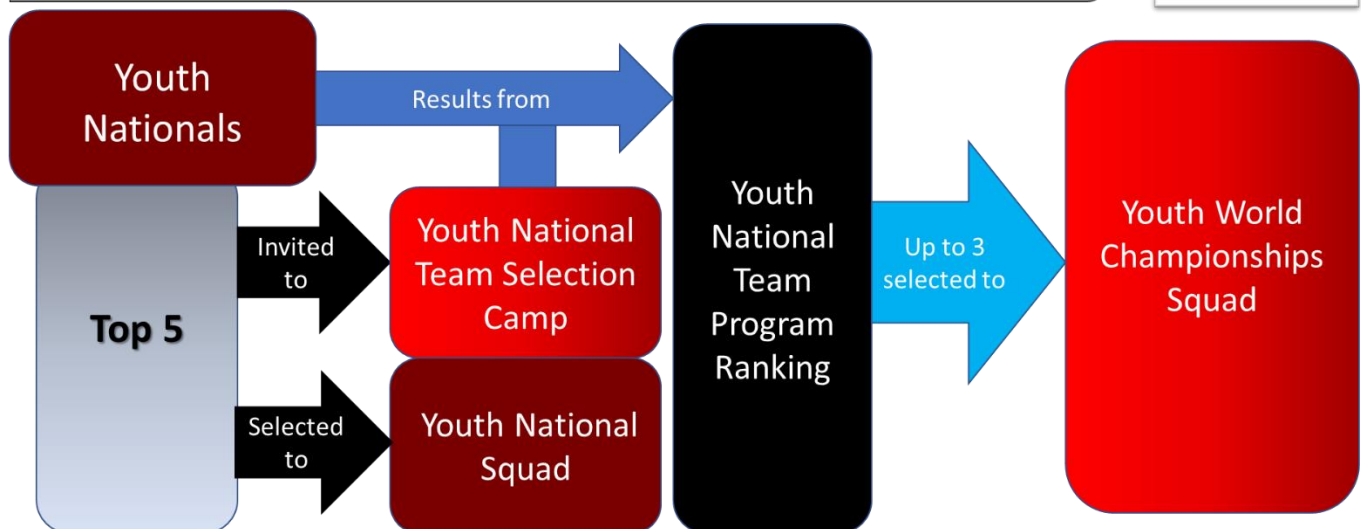 Youth
Nationals
Results from
Top 5
Invited
to
Youth National
Team Selection
Camp
Selected
to
Youth National
Squad
Youth
National
Team
Program
Ranking
Up to 3
selected to
Youth World
Championships
Squad